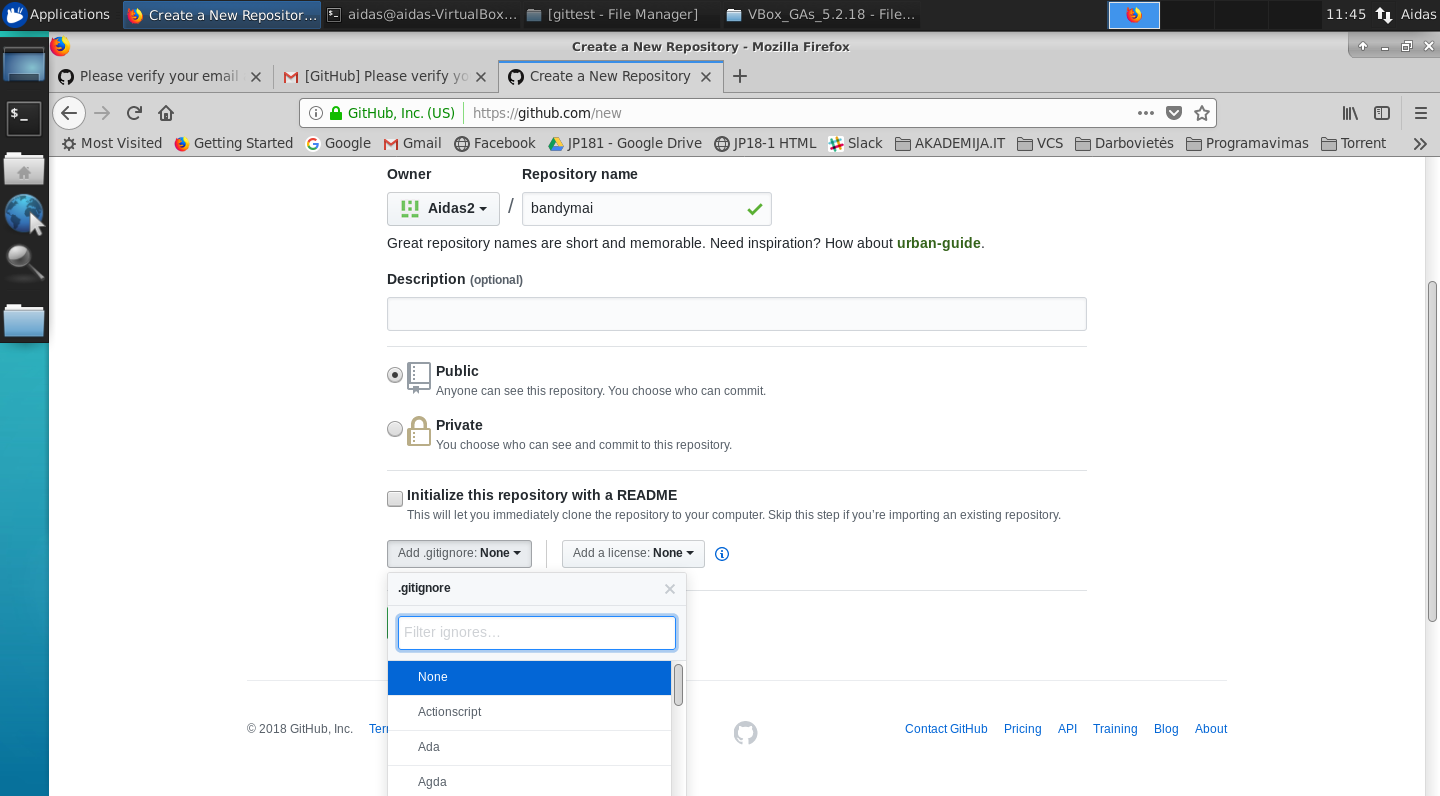 Applications
Create a New Repositor...
aidas@aidas-VirtualBox...
[gittest - File Manager]
VBox_GAs_5.2.18 - File...
11:45
Aidas
Create a New Repository - Mozilla Firefox
Please verify your email
[GitHub] Please verify yo
Create a New Repository
GitHub, Inc. (US)
https://github.com/new
Most Visited
Getting Started
Google
Gmail
Facebook
JP181 - Google Drive
JP18-1 HTML
Slack
AKADEMIJA.IT
VCS
Darbovietės
Programavimas
Torrent
Owner
Repository name
Aidas2
/
bandymai
Great repository names are short and memorable. Need inspiration? How about urban-guide.
Description (optional)
Public
Anyone can see this repository. You choose who can commit.
Private
You choose who can see and commit to this repository.
Initialize this repository with a README
This will let you immediately clone the repository to your computer. Skip this step if you’re importing an existing repository.
Add .gitignore: None
Add a license: None
.gitignore
Filter ignores…
None
Actionscript
Ada
Agda
© 2018 GitHub, Inc.
Contact GitHub
Pricing
API
Training
Blog
About